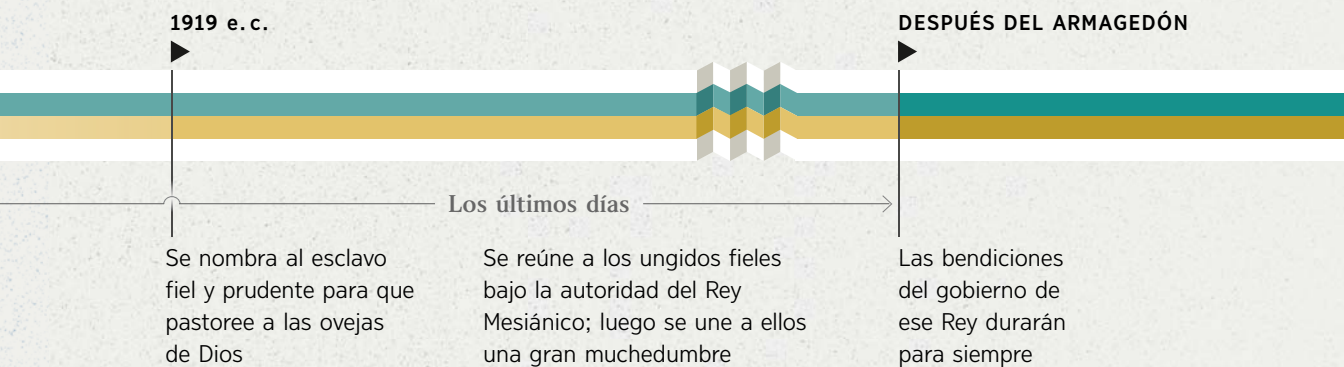 1919 e.c.
DESPUÉS DEL ARMAGEDÓN
Los últimos días
Se nombra al esclavo
fiel y prudente para que
pastoree a las ovejas
de Dios
Se reúne a los ungidos fieles
bajo la autoridad del Rey
Mesiánico; luego se une a ellos
una gran muchedumbre
Las bendiciones
del gobierno de
ese Rey durarán
para siempre